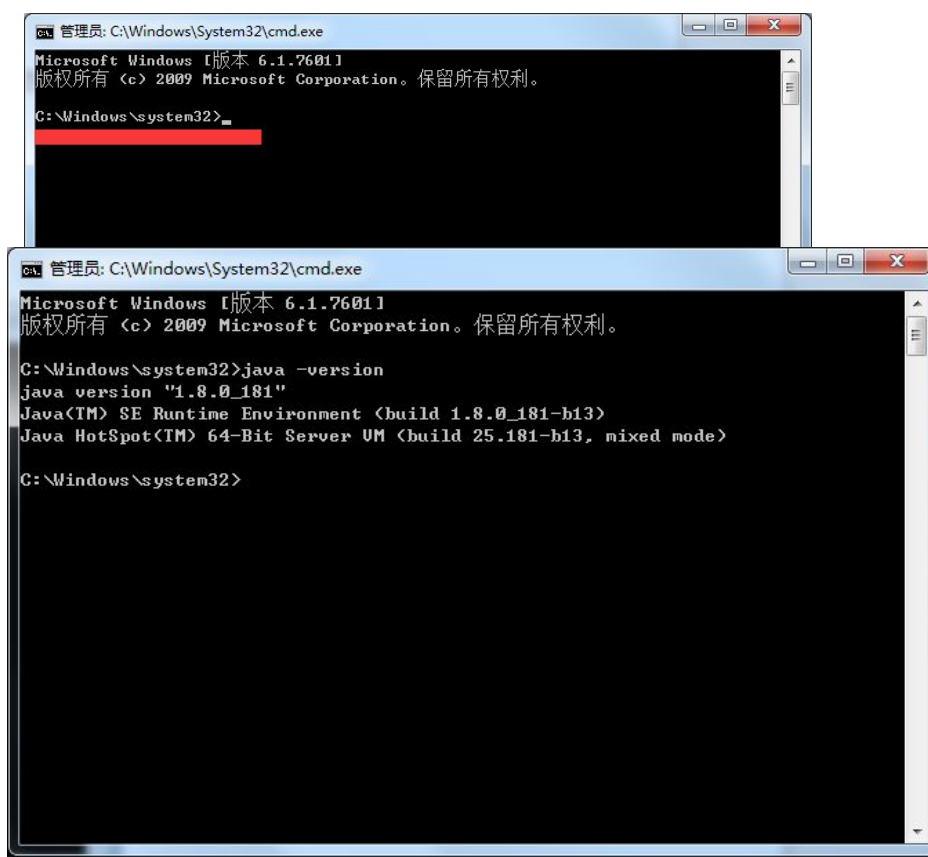 管理员: C:\Windows\System32\cmd.exe
Microsoft Windows [版本 6.1.7601]
版权所有 (c) 2009 Microsoft Corporation。保留所有权利。
C:\Windows\system32>_
管理员: C:\Windows\System32\cmd.exe
Microsoft Windows [版本 6.1.7601]
版权所有 (c) 2009 Microsoft Corporation。保留所有权利。
C:\Windows\system32>java -version
java version "1.8.0_181"
Java(TM) SE Runtime Environment (build 1.8.0_181-b13)
Java HotSpot(TM) 64-Bit Server VM (build 25.181-b13, mixed mode)
C:\Windows\system32>